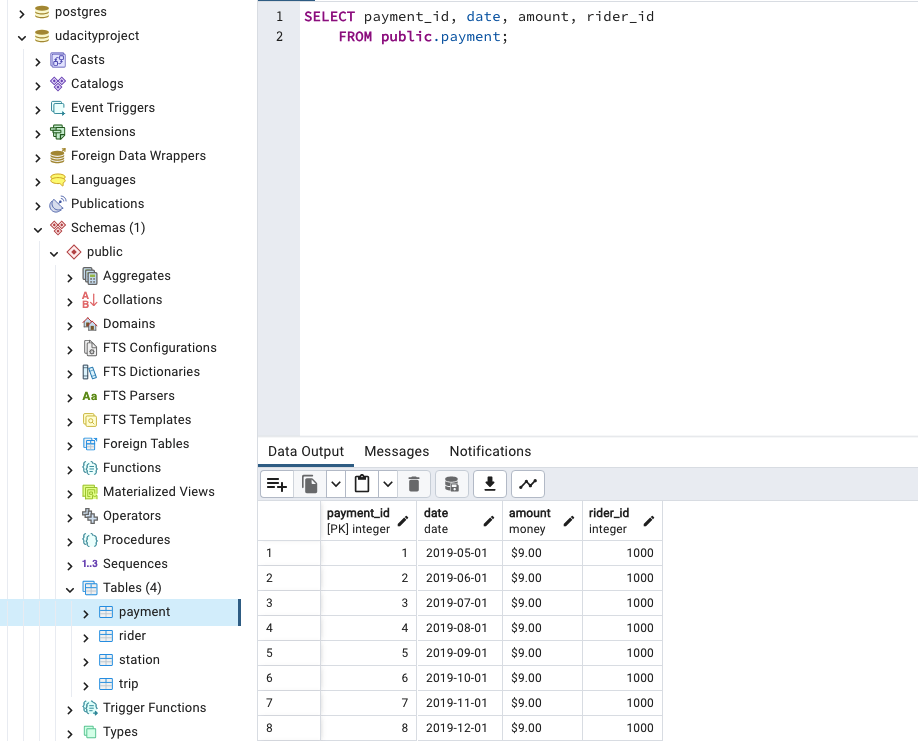 postgres
udacityproject
Casts
Catalogs
Event Triggers
Extensions
Foreign Data Wrappers
Languages
Publications
Schemas (1)
public
Aggregates
Collations
Domains
FTS Configurations
FTS Dictionaries
Aa FTS Parsers
FTS Templates
Foreign Tables
Functions
Materialized Views
Operators
Procedures
1..3 Sequences
Tables (4)
payment
rider
station
trip
Trigger Functions
Types
1 SELECT payment_id, date, amount, rider_id
2 FROM public.payment;
Data Output Messages Notifications
payment_id date amount rider_id
[PK] integer date money integer
1 1 2019-05-01 $9.00 1000
2 2 2019-06-01 $9.00 1000
3 3 2019-07-01 $9.00 1000
4 4 2019-08-01 $9.00 1000
5 5 2019-09-01 $9.00 1000
6 6 2019-10-01 $9.00 1000
7 7 2019-11-01 $9.00 1000
8 8 2019-12-01 $9.00 1000